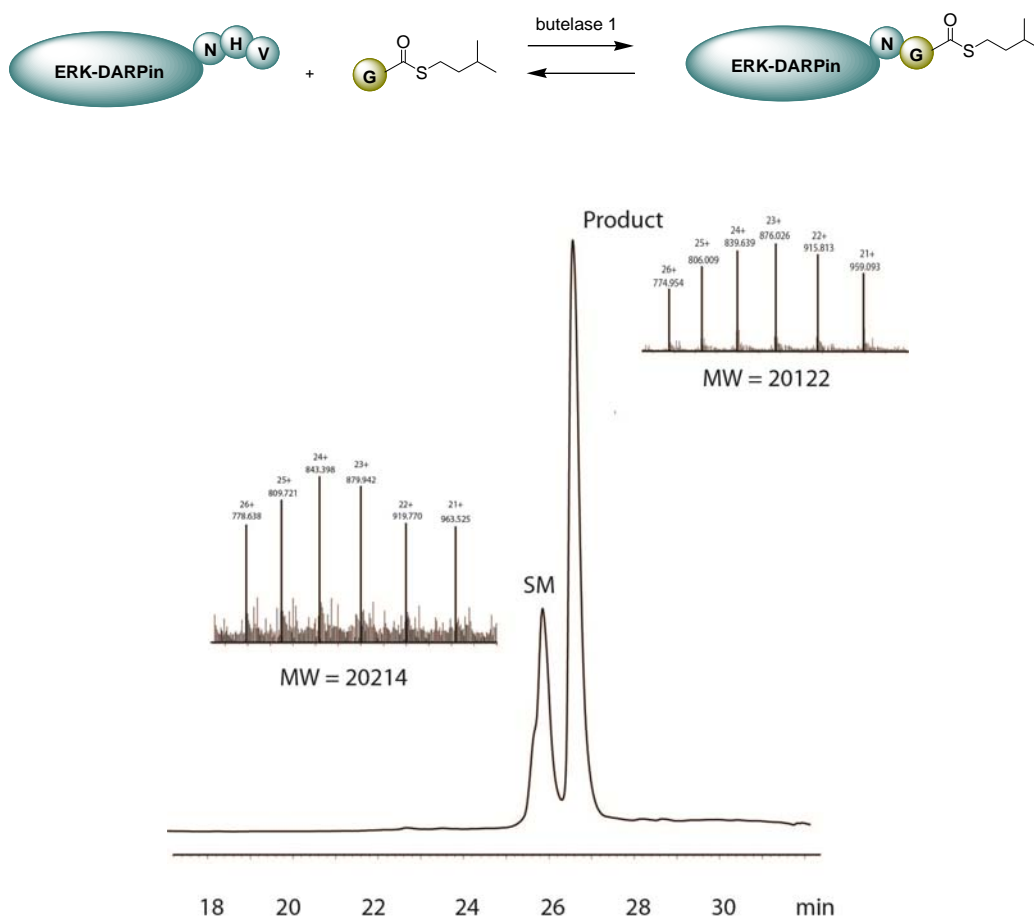 butelase 1
ERK-DARPin
N
H
V
+
G
O
S
ERK-DARPin
N
G
O
S
Product
26+
774.954
25+
806.009
24+
839.639
23+
876.026
22+
915.813
21+
959.093
MW = 20122
26+
778.638
25+
809.721
24+
843.398
23+
879.942
22+
919.770
21+
963.525
MW = 20214
SM
18 20 22 24 26 28 30 min